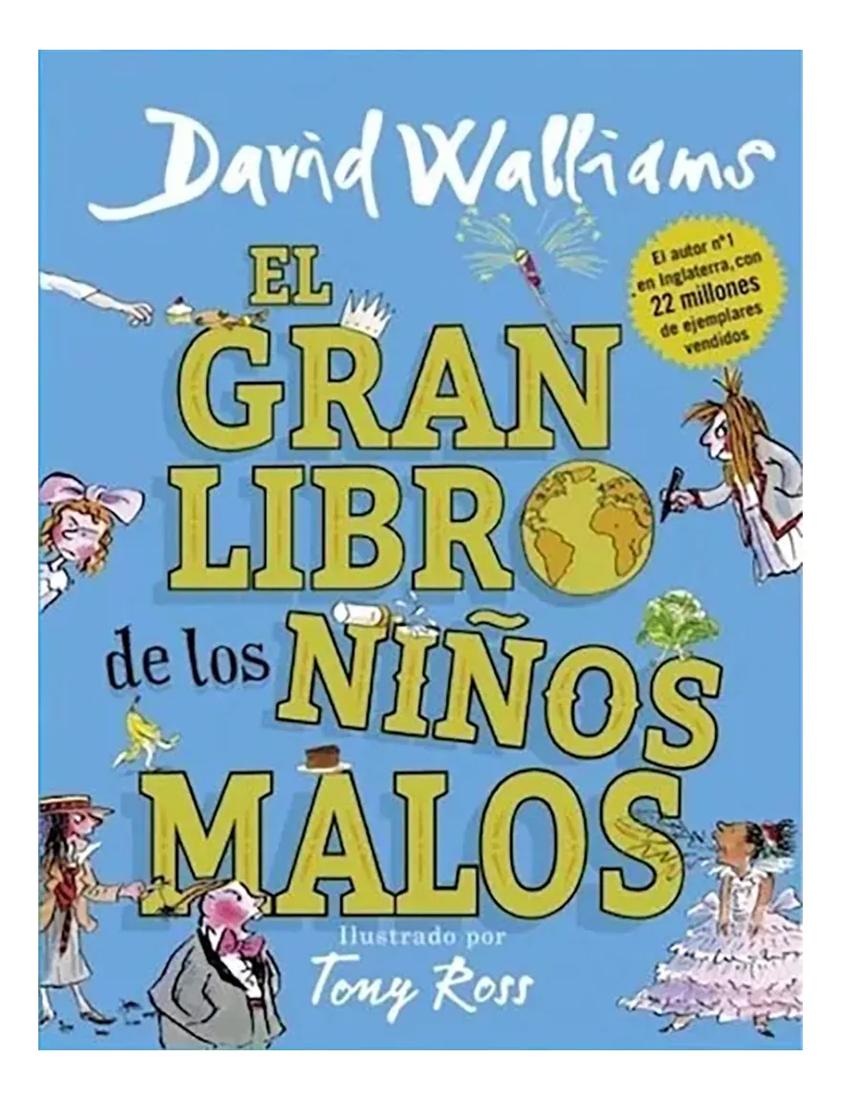 David Walliams
El autor nº1
en Inglaterra, con
22 millones
de ejemplares
vendidos
EL
GRAN
LIBRO
de los NIÑOS
MALOS
Ilustrado por
Tony Ross